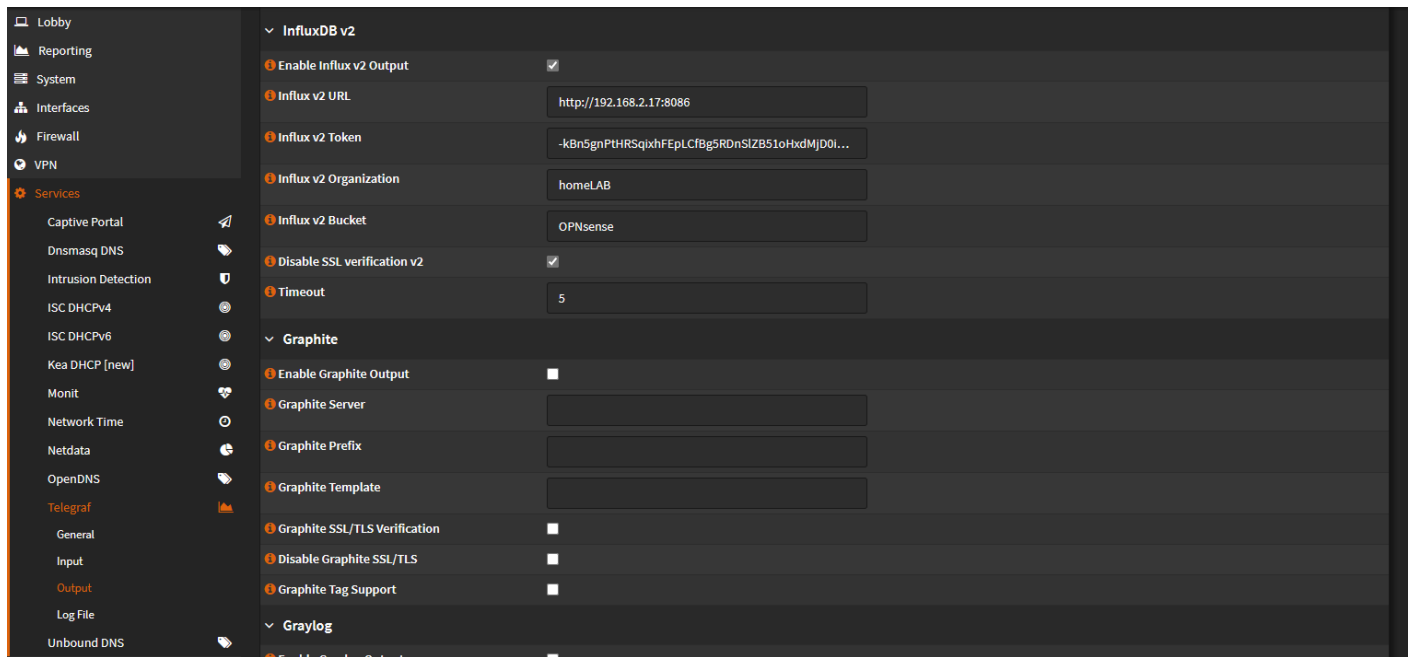 Lobby
Reporting
System
Interfaces
Firewall
VPN
Services
Captive Portal
Dnsmasq DNS
Intrusion Detection
ISC DHCPv4
ISC DHCPv6
Kea DHCP [new]
Monit
Network Time
Netdata
OpenDNS
Telegraf
General
Input
Output
Log File
Unbound DNS
InfluxDB v2
Enable Influx v2 Output
Influx v2 URL
http://192.168.2.17:8086
Influx v2 Token
-kBn5gnPtHRSqixhFEpLCfBg5RDnSlZB51oHxdMjD0i...
Influx v2 Organization
homeLAB
Influx v2 Bucket
OPNsense
Disable SSL verification v2
Timeout
5
Graphite
Enable Graphite Output
Graphite Server
Graphite Prefix
Graphite Template
Graphite SSL/TLS Verification
Disable Graphite SSL/TLS
Graphite Tag Support
Graylog